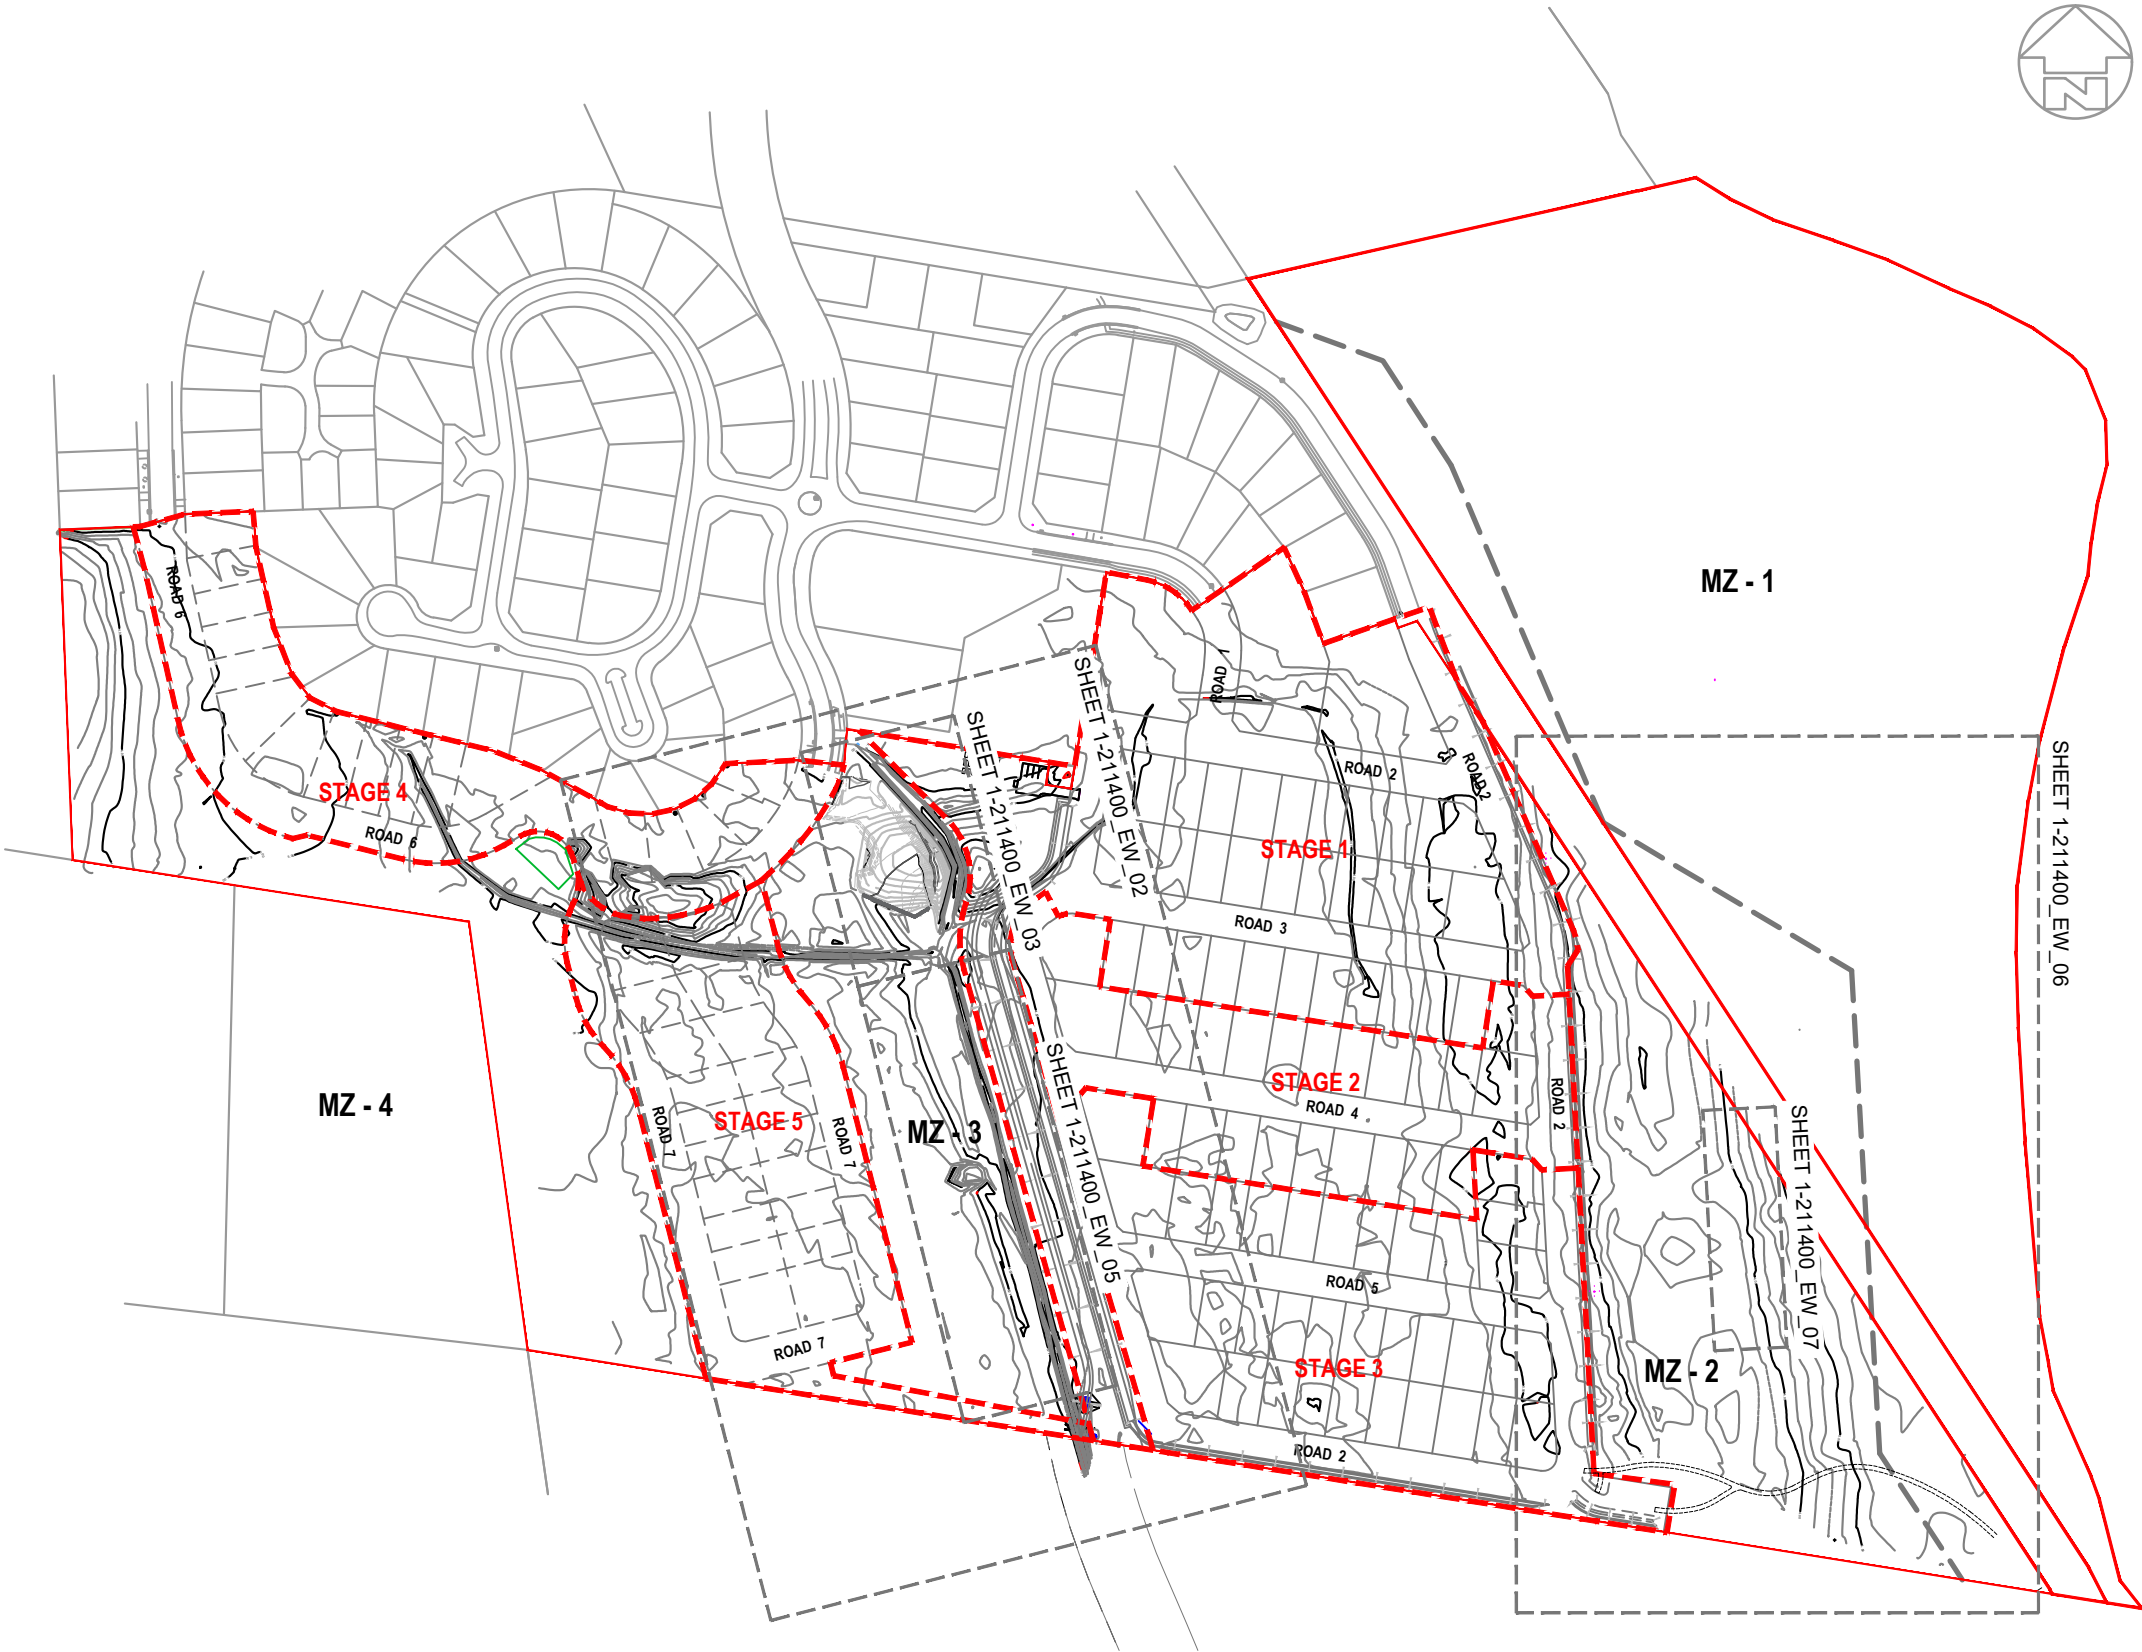 N
MZ - 1
ROAD 6
ROAD 1
SHEET 1-211400_EW_02
SHEET 1-211400_EW_03
SHEET 1-211400_EW_06
ROAD 2
ROAD 2
STAGE 4
ROAD 6
STAGE 1
ROAD 3
STAGE 2
ROAD 4
ROAD 2
MZ - 4
STAGE 5
ROAD 7
ROAD 7
MZ - 3
SHEET 1-211400_EW_05
SHEET 1-211400_EW_07
ROAD 5
ROAD 7
STAGE 3
MZ - 2
ROAD 2